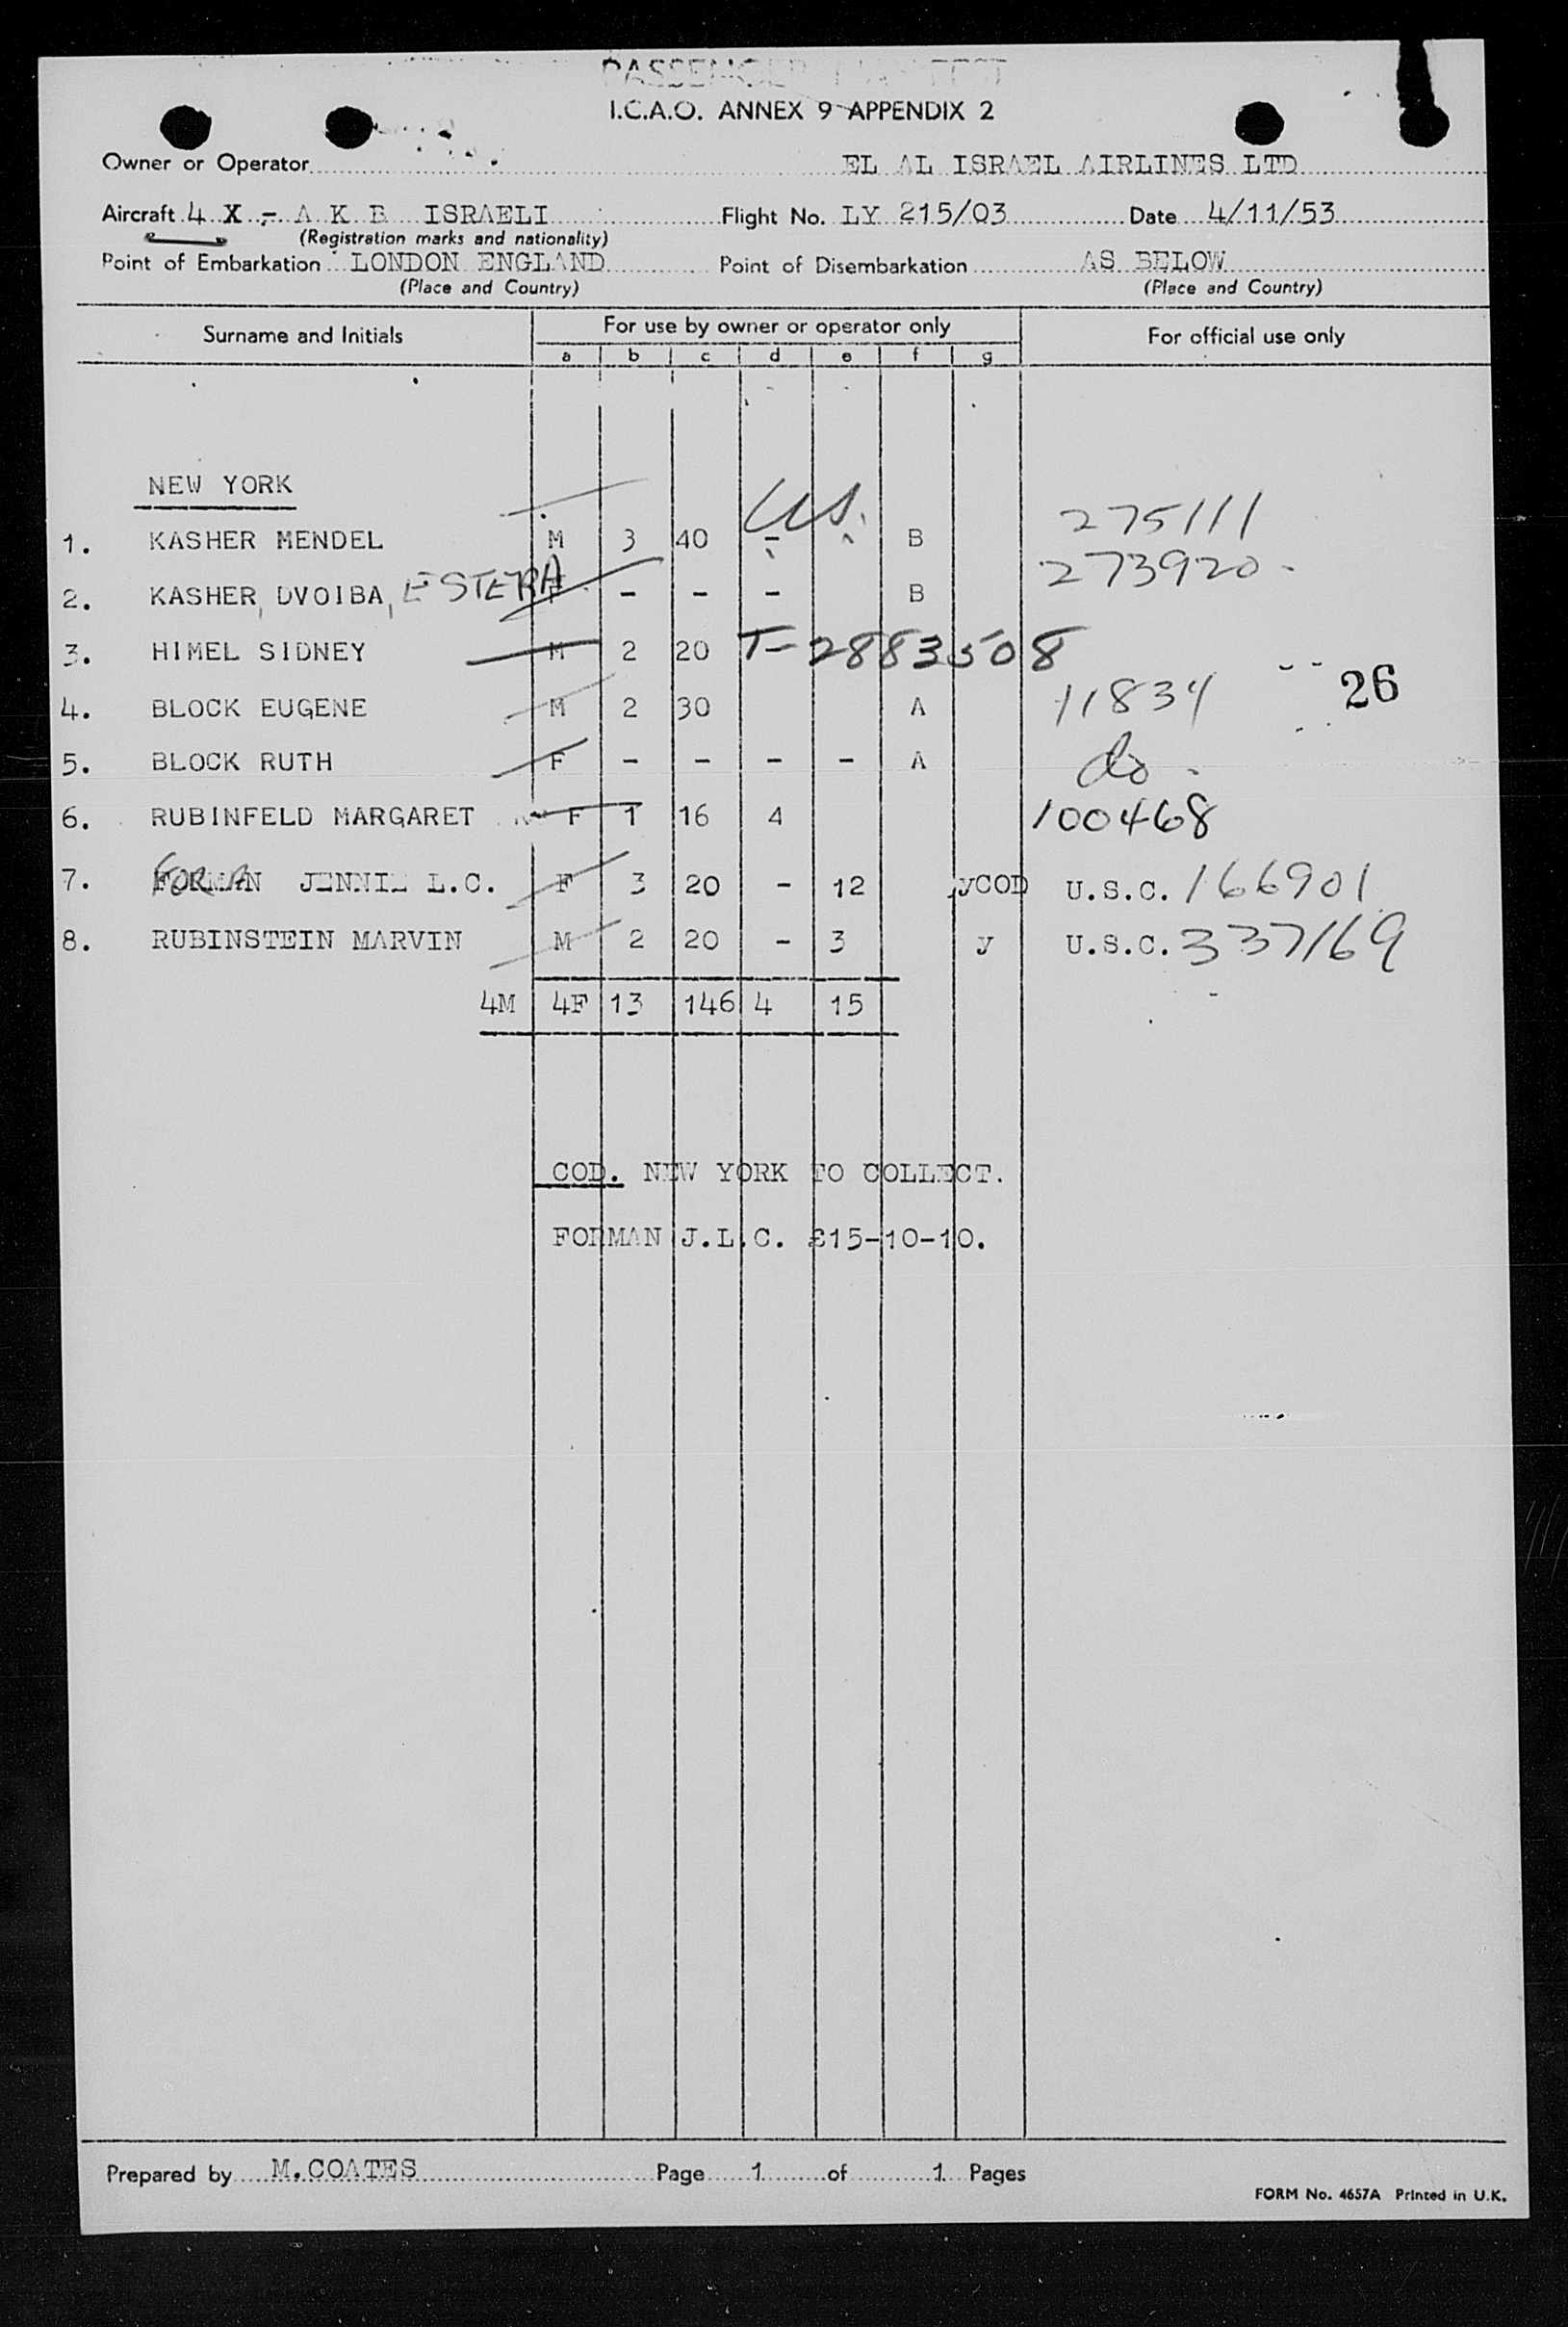 PASSENGER MANIFEST
I.C.A.O. ANNEX 9 APPENDIX 2
Owner or Operator EL AL ISRAEL AIRLINES LTD
Aircraft 4 X - A K B ISRAELI Flight No. LY 215/03 Date 4/11/53
(Registration marks and nationality)
Point of Embarkation LONDON ENGLAND Point of Disembarkation AS BELOW
(Place and Country) (Place and Country)
Surname and Initials For use by owner or operator only For official use only
a b c d e f g
NEW YORK
US.
1. KASHER MENDEL M 3 40 - B 275111
2. KASHER, DVOIBA, ESTERA F - - - B 273920
3. HIMEL SIDNEY M 2 20 T-2883508
4. BLOCK EUGENE M 2 30 A 11834 26
5. BLOCK RUTH F - - - - A do
6. RUBINFELD MARGARET F 1 16 4 100468
7. FORMAN JENNIE L.C. F 3 20 - 12 yCOD U.S.C. 166901
8. RUBINSTEIN MARVIN M 2 20 - 3 y U.S.C. 337169
4M 4F 13 146 4 15
COD. NEW YORK TO COLLECT.
FORMAN J.L.C. £15-10-10.
Prepared by M.COATES Page 1 of 1 Pages
FORM No. 4657A Printed in U.K.